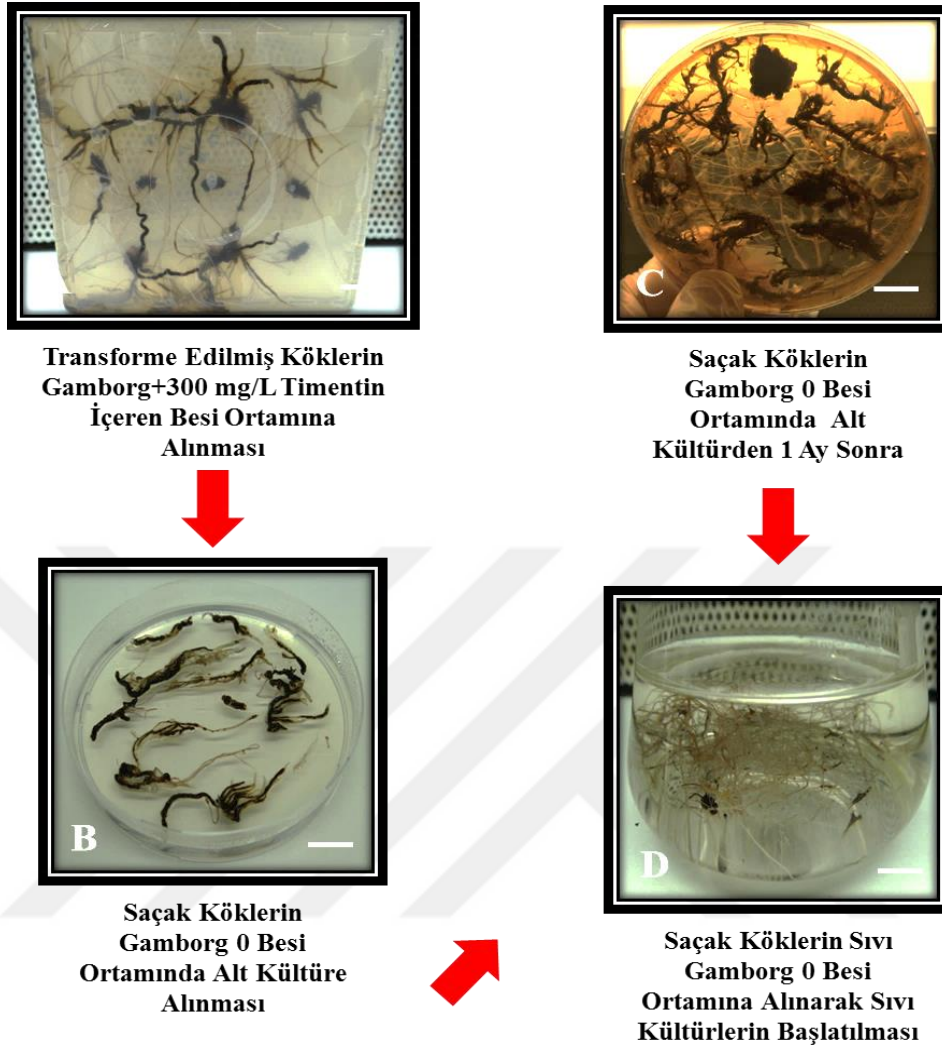 Transforme Edilmiş Köklerin
Gamborg+300 mg/L Timentin
İçeren Besi Ortamına
Alınması
B
Saçak Köklerin
Gamborg 0 Besi
Ortamında Alt Kültüre
Alınması
C
Saçak Köklerin
Gamborg 0 Besi
Ortamında Alt
Kültürden 1 Ay Sonra
D
Saçak Köklerin Sıvı
Gamborg 0 Besi
Ortamına Alınarak Sıvı
Kültürlerin Başlatılması